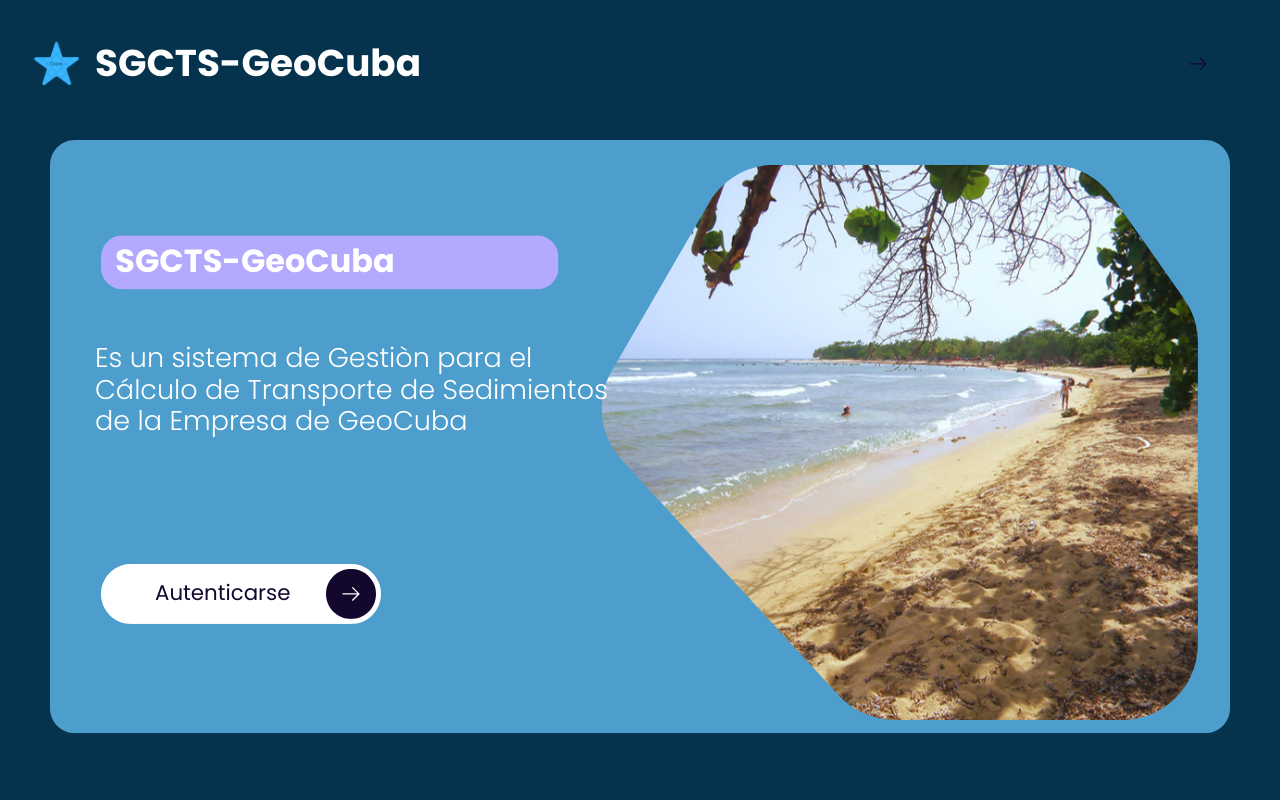 SGCTS-GeoCuba
SGCTS-GeoCuba
Es un sistema de Gestiòn para el
Cálculo de Transporte de Sedimientos
de la Empresa de GeoCuba
Autenticarse